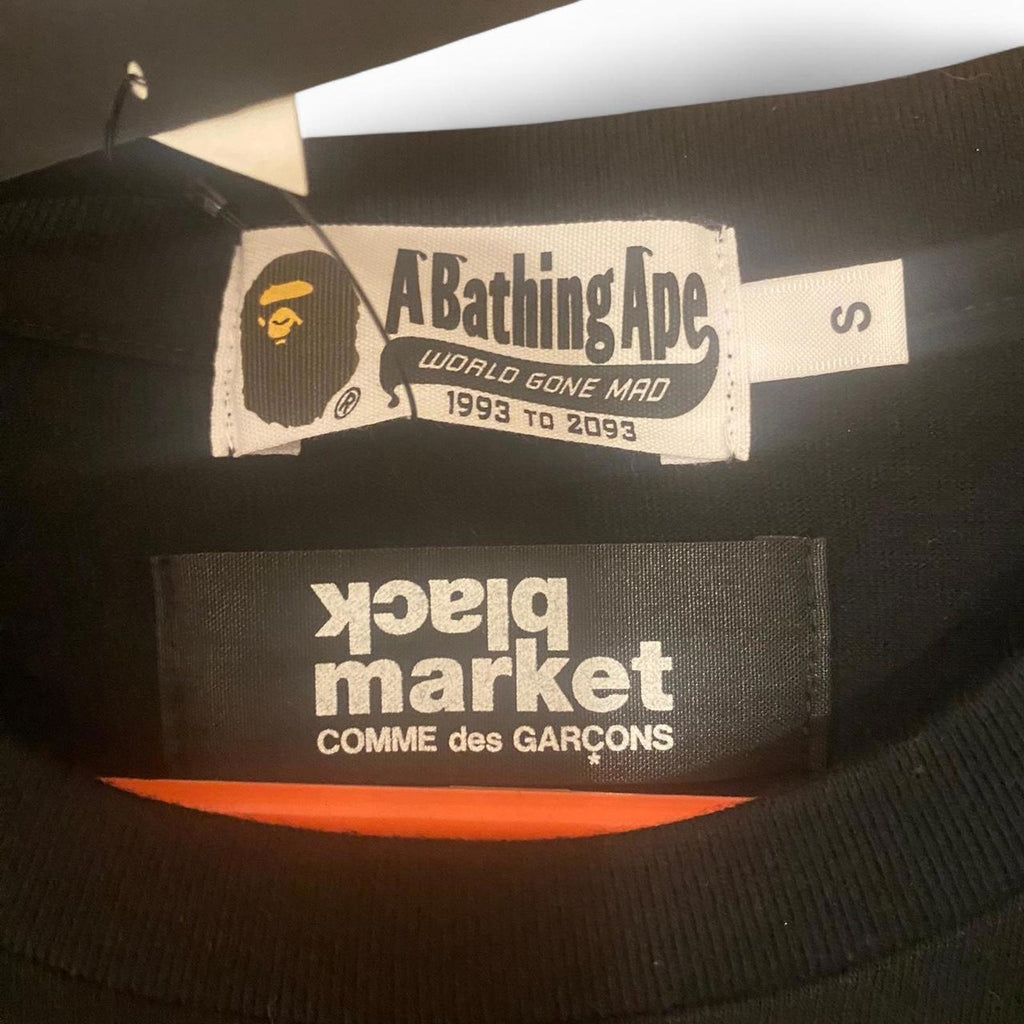 A Bathing Ape
WORLD GONE MAD
1993 TO 2093
®
S
black
market
COMME des GARÇONS
*